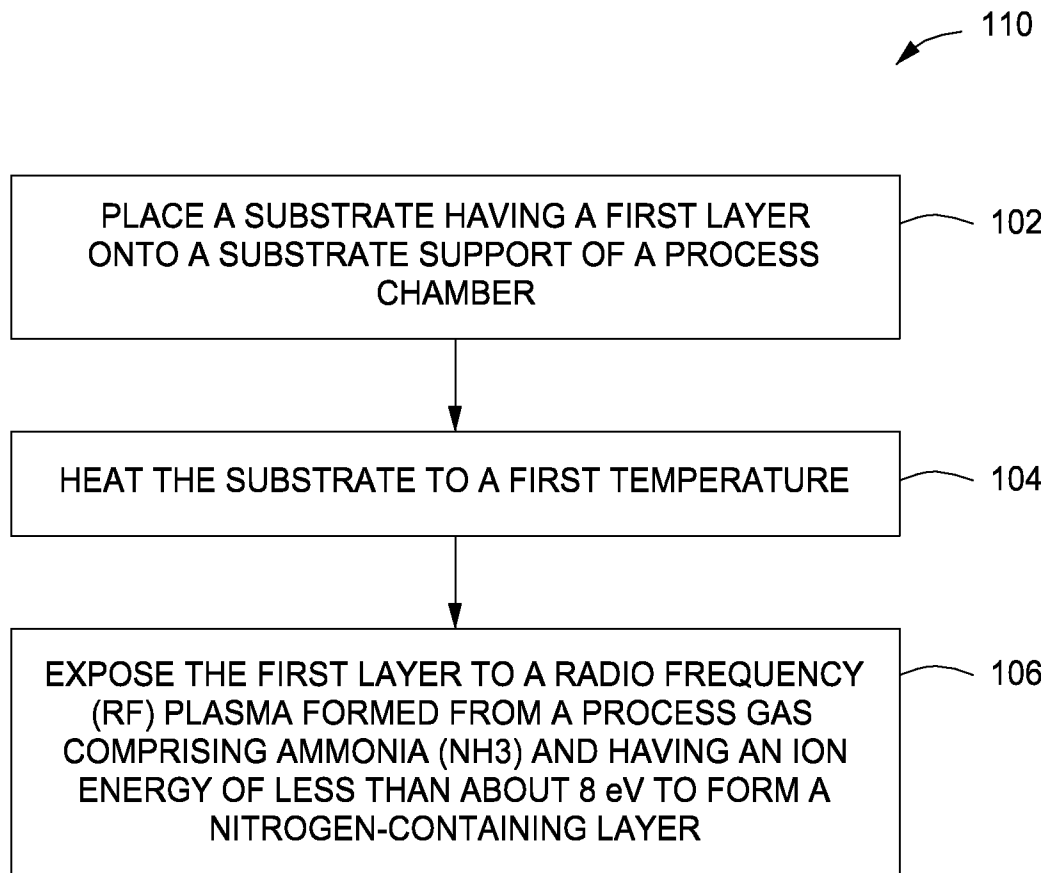 110
PLACE A SUBSTRATE HAVING A FIRST LAYER
ONTO A SUBSTRATE SUPPORT OF A PROCESS
CHAMBER
102
HEAT THE SUBSTRATE TO A FIRST TEMPERATURE
104
EXPOSE THE FIRST LAYER TO A RADIO FREQUENCY
(RF) PLASMA FORMED FROM A PROCESS GAS
COMPRISING AMMONIA (NH3) AND HAVING AN ION
ENERGY OF LESS THAN ABOUT 8 eV TO FORM A
NITROGEN-CONTAINING LAYER
106